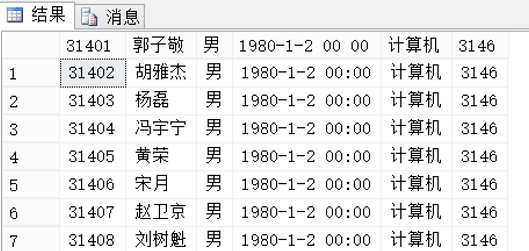 结果 消息
31401 郭子敬 男 1980-1-2 00 00 计算机 3146
1 31402 胡雅杰 男 1980-1-2 00:00 计算机 3146
2 31403 杨磊 男 1980-1-2 00:00 计算机 3146
3 31404 冯宇宁 男 1980-1-2 00:00 计算机 3146
4 31405 黄荣 男 1980-1-2 00:00 计算机 3146
5 31406 宋月 男 1980-1-2 00:00 计算机 3146
6 31407 赵卫京 男 1980-1-2 00:00 计算机 3146
7 31408 刘树魁 男 1980-1-2 00:00 计算机 3146